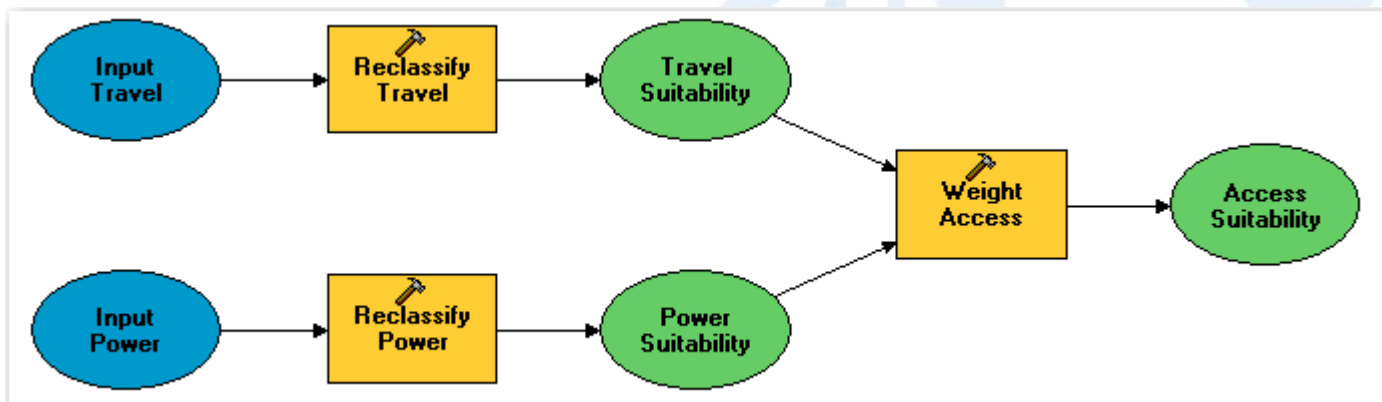 Input
Travel
Reclassify
Travel
Travel
Suitability
Weight
Access
Access
Suitability
Input
Power
Reclassify
Power
Power
Suitability